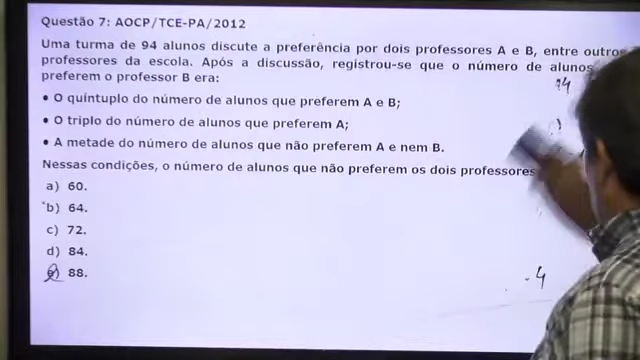 Questão 7: AOCP/TCE-PA/2012
Uma turma de 94 alunos discute a preferência por dois professores A e B, entre outros
professores da escola. Após a discussão, registrou-se que o número de alunos
preferem o professor B era:
94
• O quíntuplo do número de alunos que preferem A e B;
• O triplo do número de alunos que preferem A;
• A metade do número de alunos que não preferem A e nem B.
Nessas condições, o número de alunos que não preferem os dois professores
a) 60.
b) 64.
c) 72.
d) 84.
e) 88.
- 4